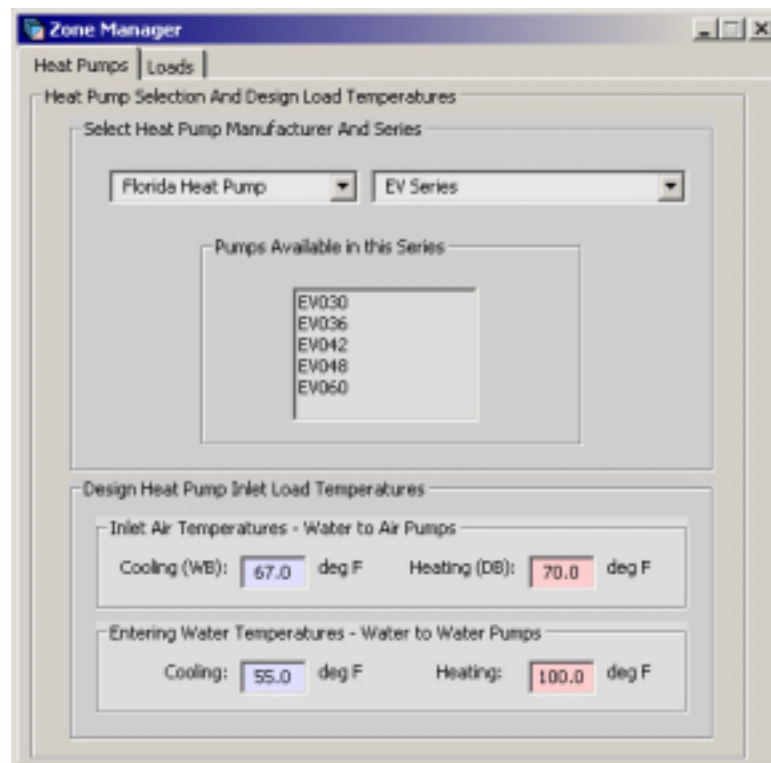 Zone Manager
Heat Pumps Loads
Heat Pump Selection And Design Load Temperatures
Select Heat Pump Manufacturer And Series
Florida Heat Pump EV Series
Pumps Available in this Series
EV030
EV036
EV042
EV048
EV060
Design Heat Pump Inlet Load Temperatures
Inlet Air Temperatures - Water to Air Pumps
Cooling (WB): 67.0 deg F Heating (DB): 70.0 deg F
Entering Water Temperatures - Water to Water Pumps
Cooling: 55.0 deg F Heating: 100.0 deg F